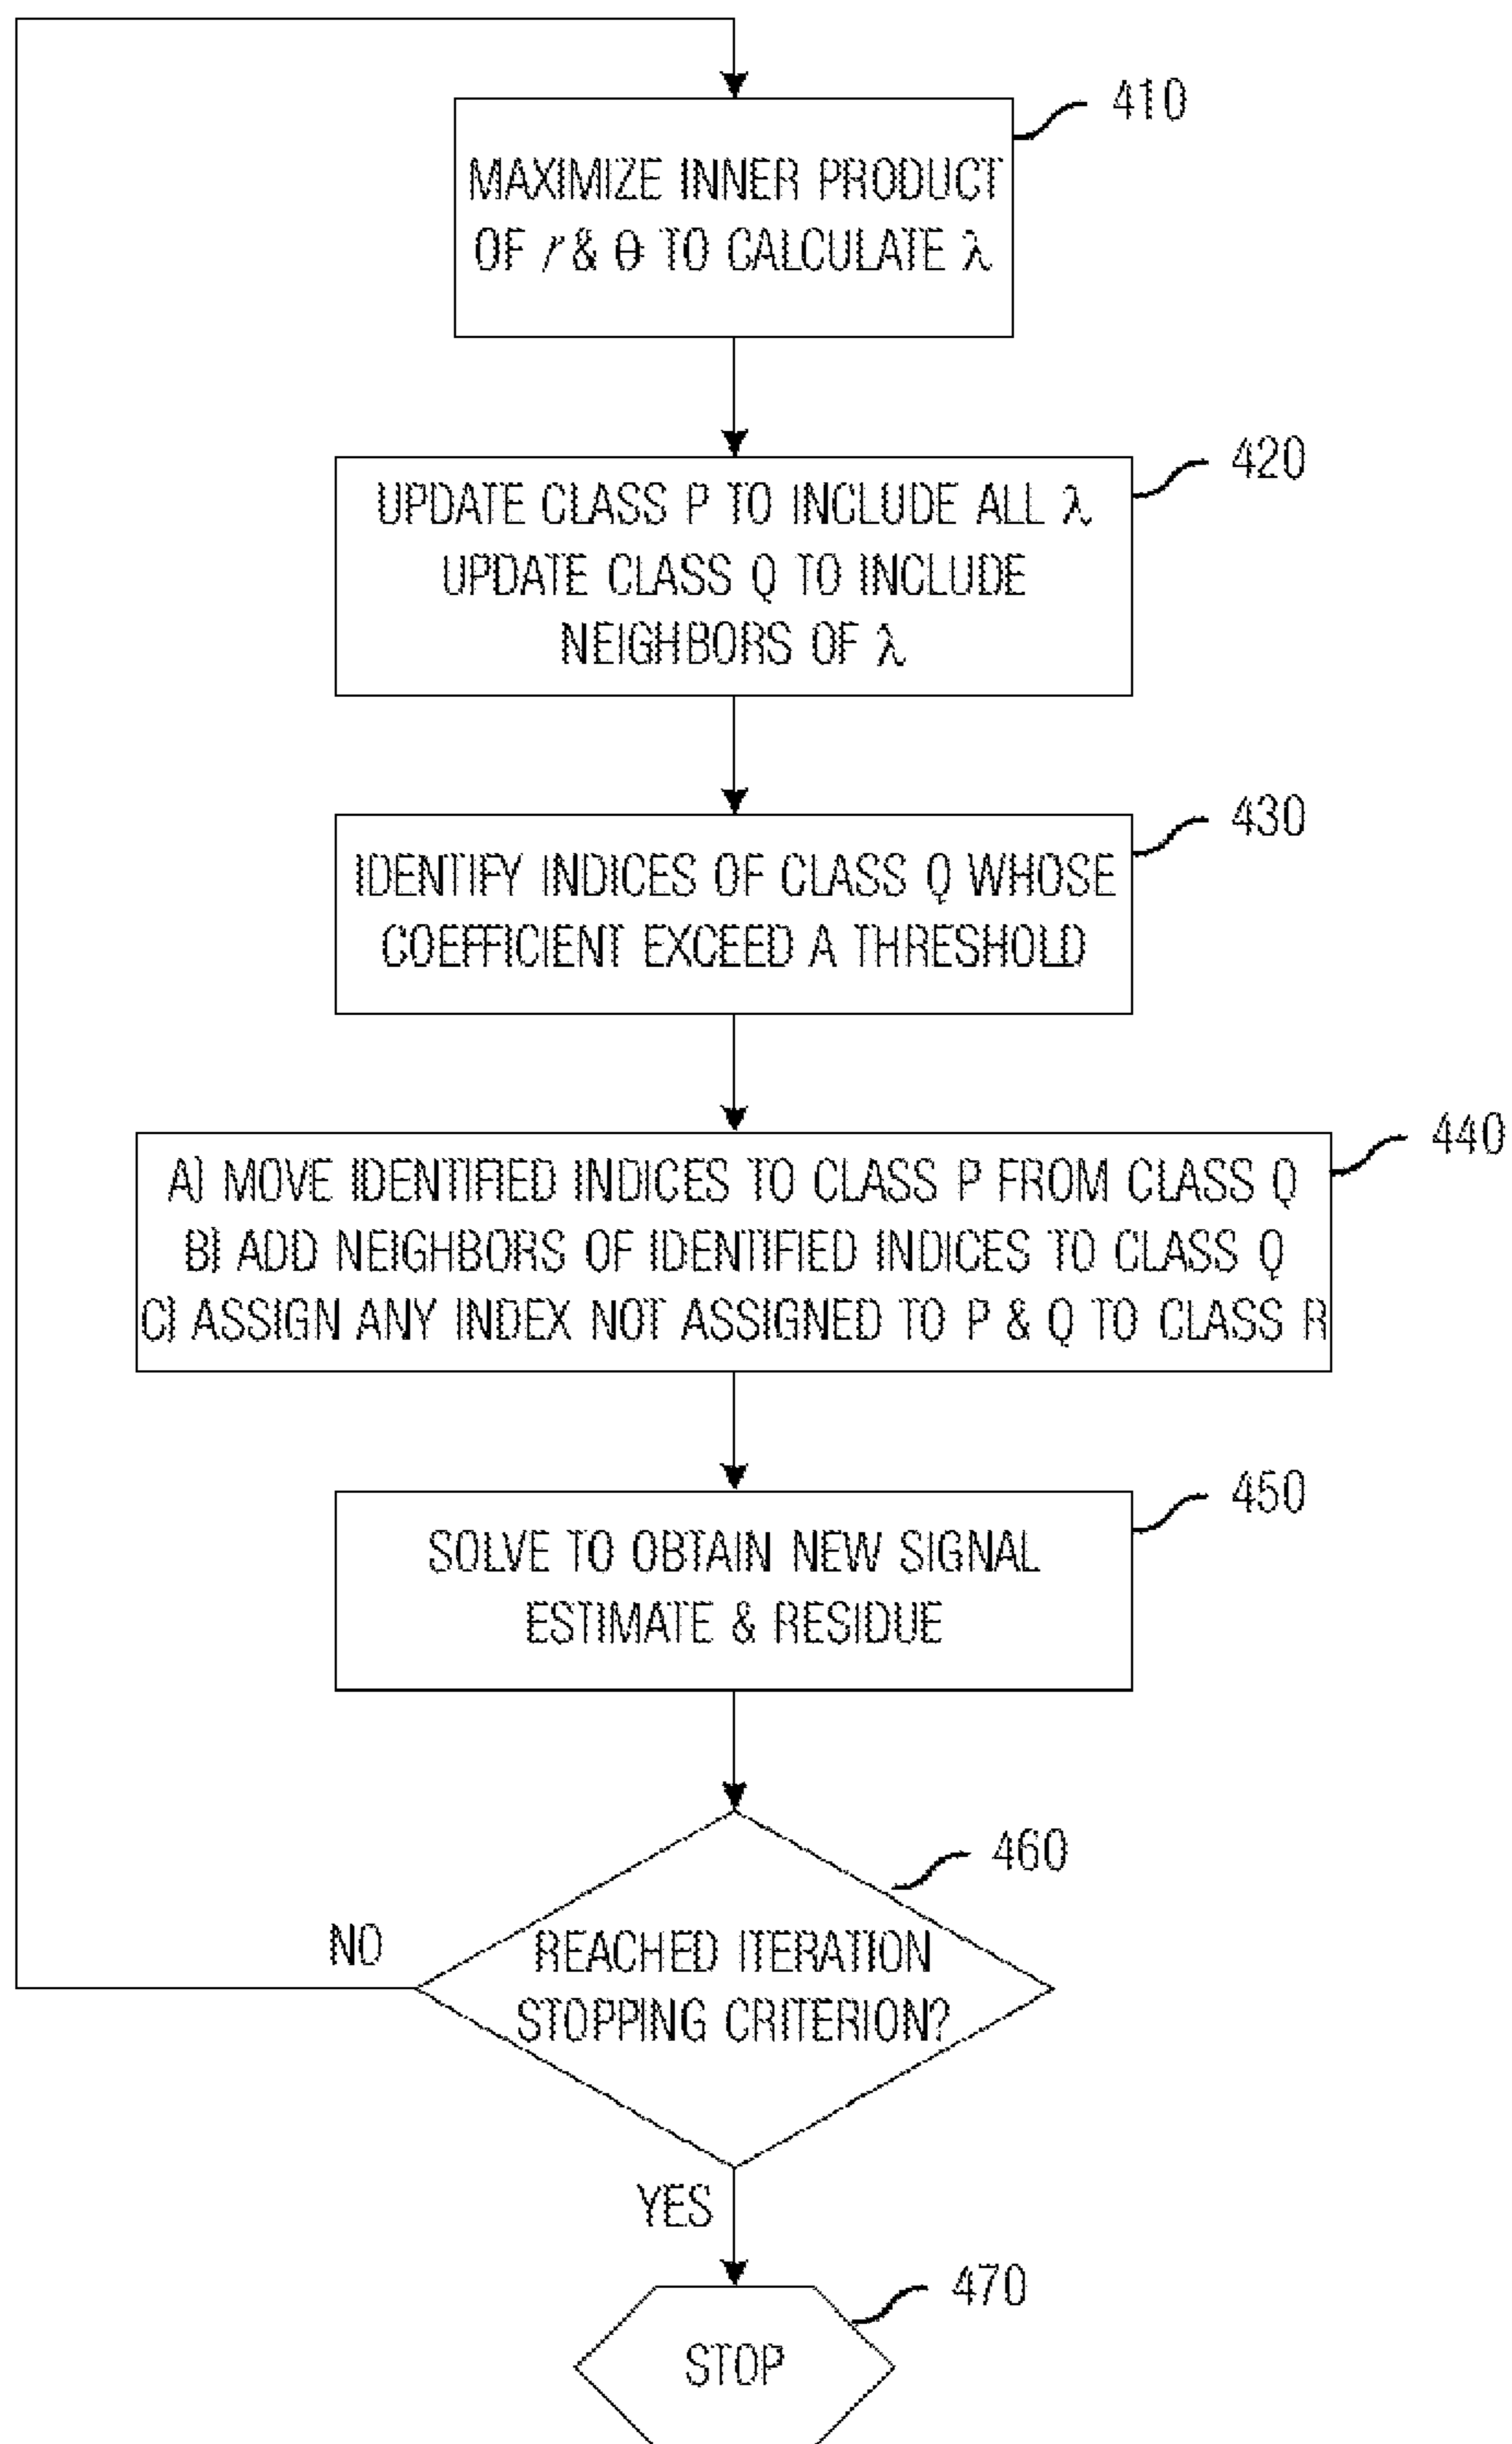 410
MAXIMIZE INNER PRODUCT
OF r & θ TO CALCULATE λ
420
UPDATE CLASS P TO INCLUDE ALL λ
UPDATE CLASS Q TO INCLUDE
NEIGHBORS OF λ
430
IDENTIFY INDICES OF CLASS Q WHOSE
COEFFICIENT EXCEED A THRESHOLD
440
A) MOVE IDENTIFIED INDICES TO CLASS P FROM CLASS Q
B) ADD NEIGHBORS OF IDENTIFIED INDICES TO CLASS Q
C) ASSIGN ANY INDEX NOT ASSIGNED TO P & Q TO CLASS R
450
SOLVE TO OBTAIN NEW SIGNAL
ESTIMATE & RESIDUE
460
NO
REACHED ITERATION
STOPPING CRITERION?
YES
470
STOP